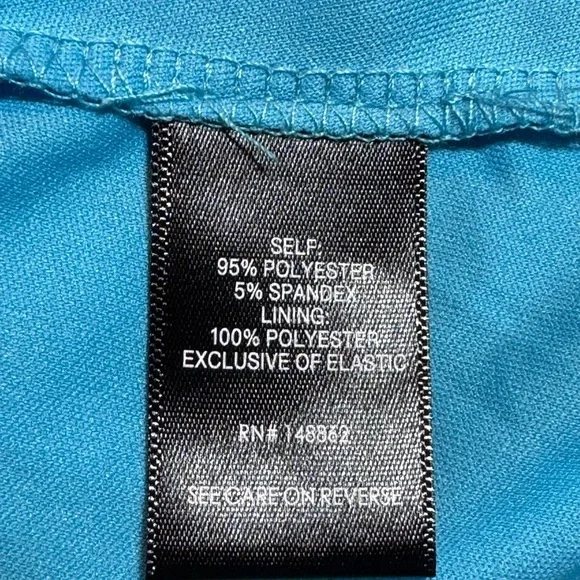 SELF:
95% POLYESTER
5% SPANDEX
LINING:
100% POLYESTER
EXCLUSIVE OF ELASTIC
RN# 148862
SEE CARE ON REVERSE